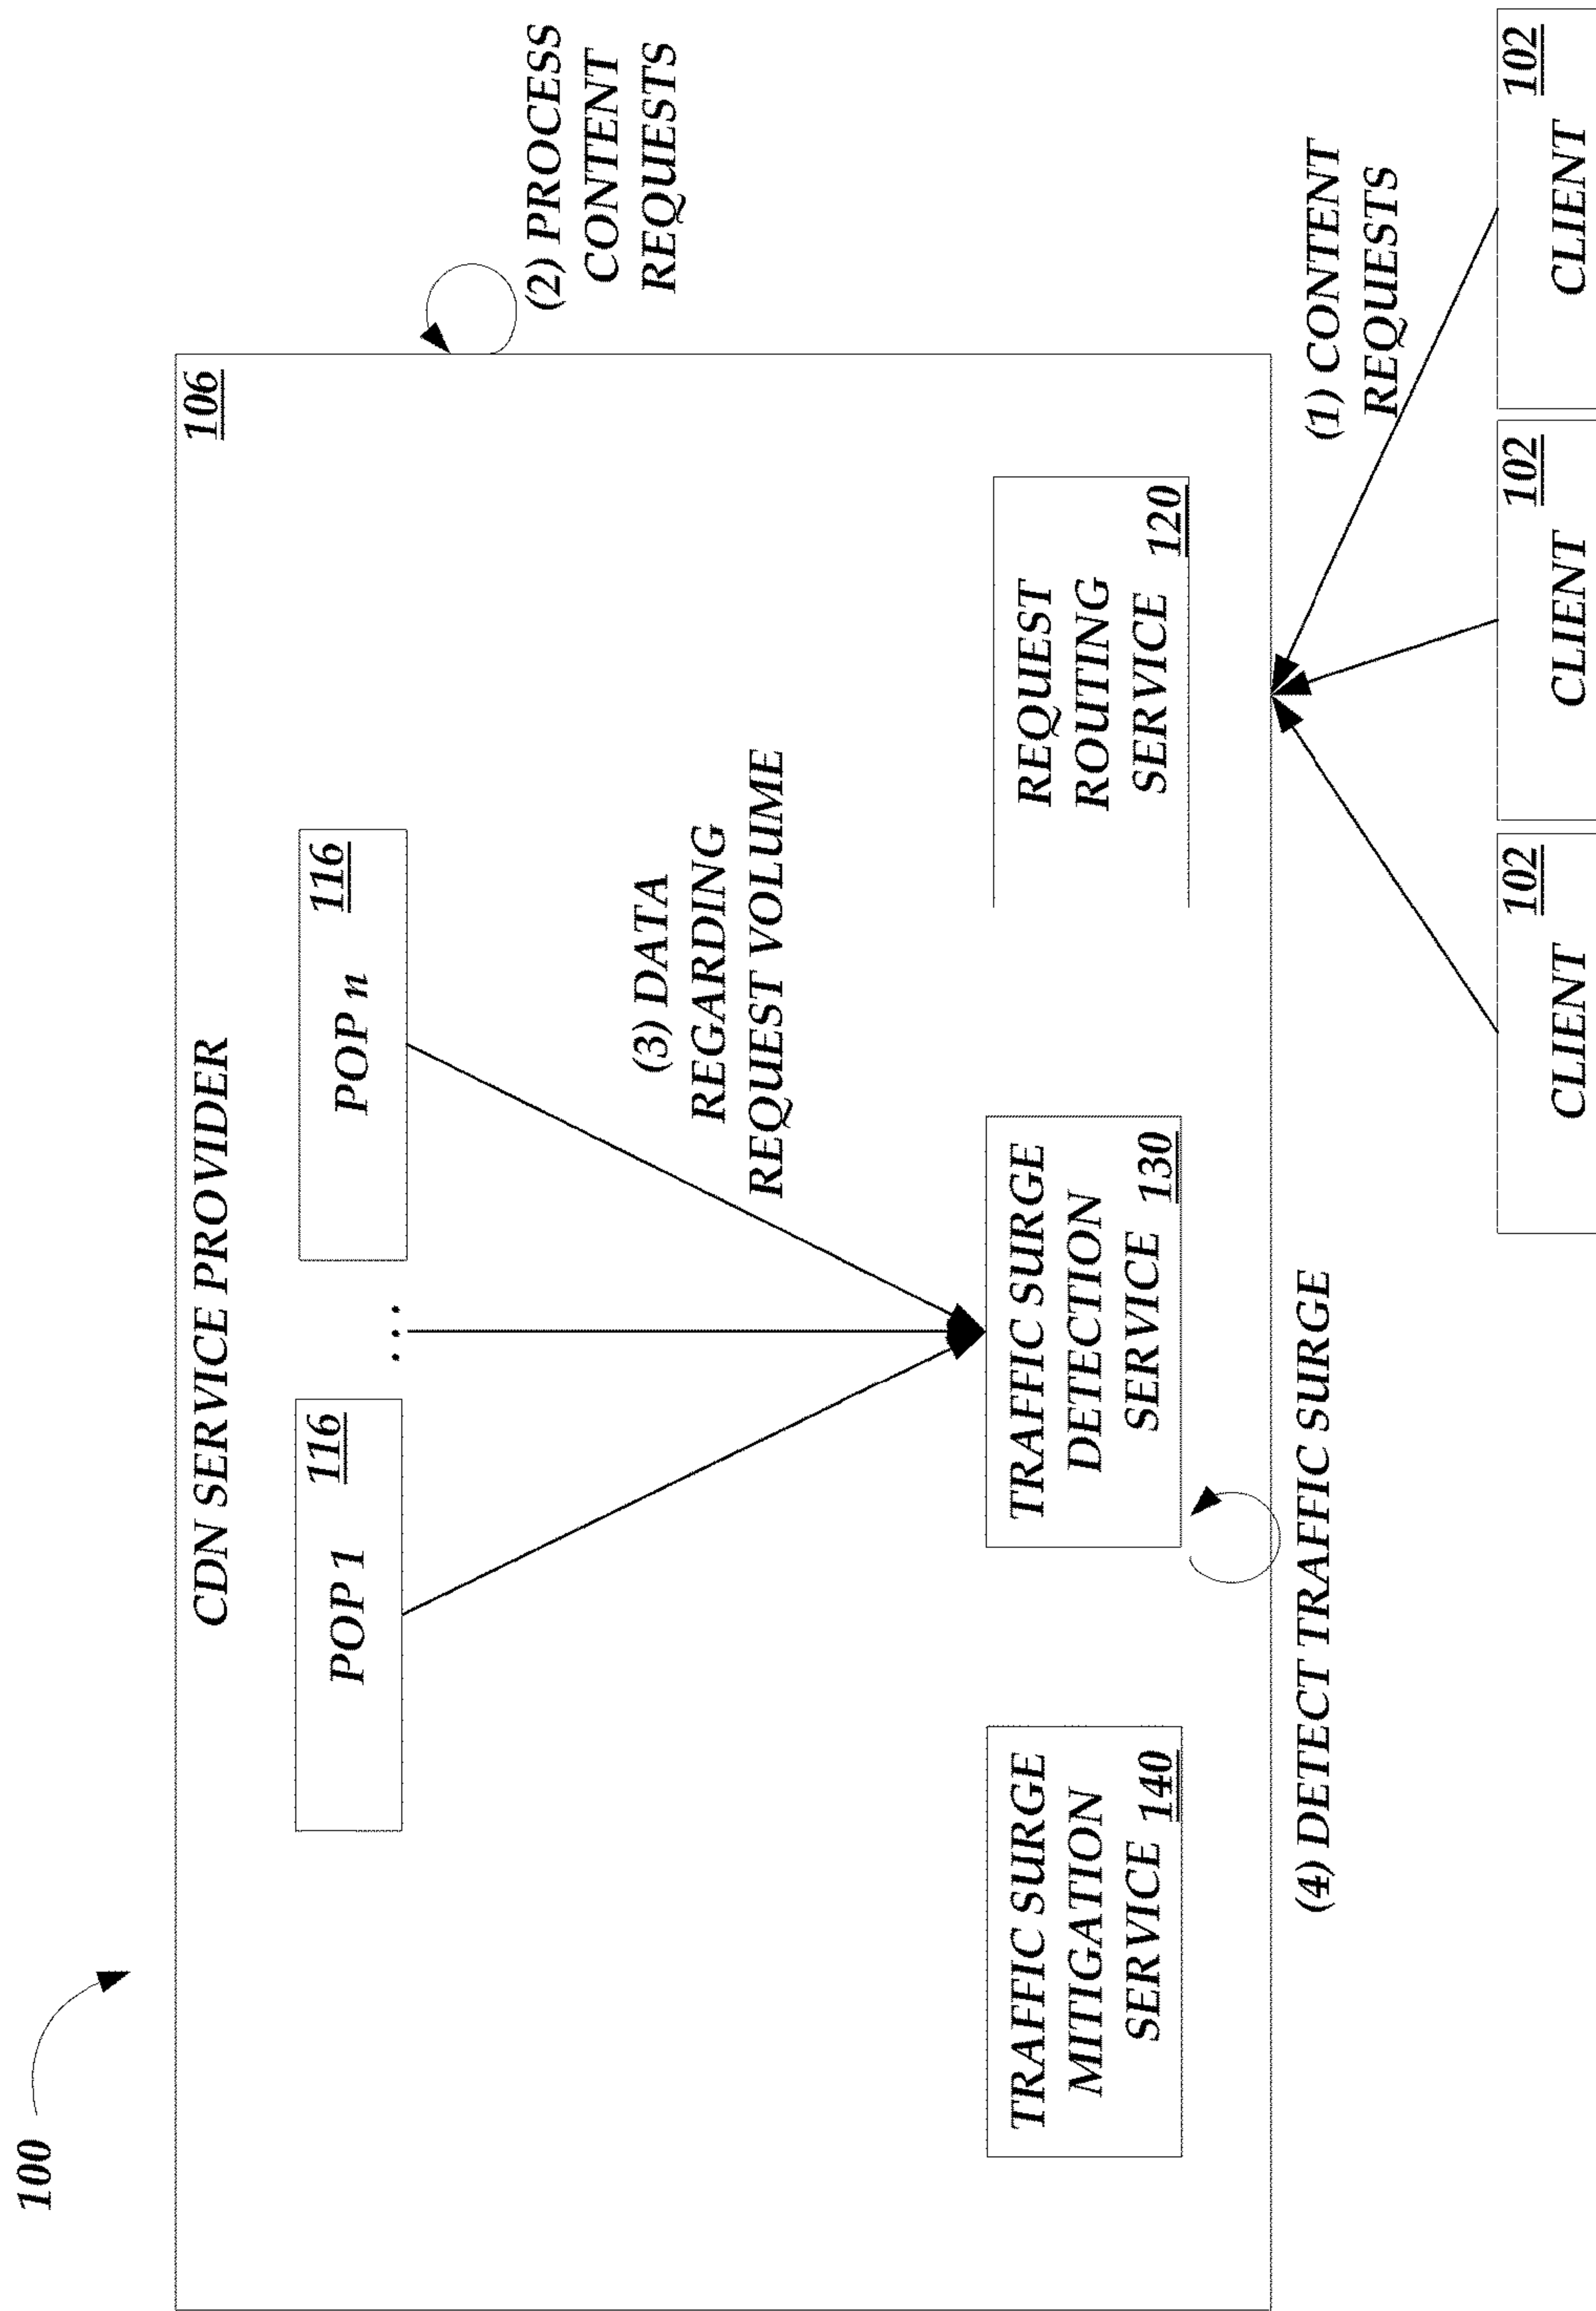 100
CDN SERVICE PROVIDER
106
POP 1
116
...
POP n
116
(2) PROCESS
CONTENT
REQUESTS
(3) DATA
REGARDING
REQUEST VOLUME
TRAFFIC SURGE
MITIGATION
SERVICE 140
TRAFFIC SURGE
DETECTION
SERVICE 130
REQUEST
ROUTING
SERVICE 120
(4) DETECT TRAFFIC SURGE
(1) CONTENT
REQUESTS
102
CLIENT
102
CLIENT
102
CLIENT